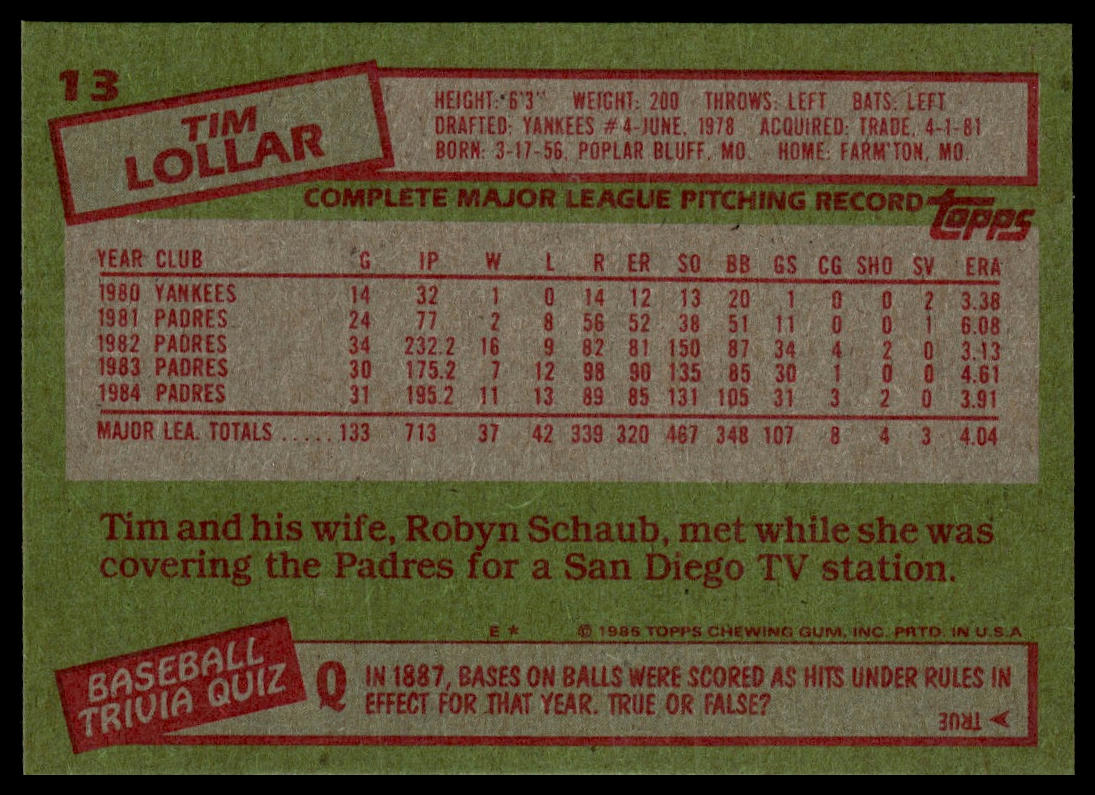 13
TIM
LOLLAR
HEIGHT: 6'3" WEIGHT: 200 THROWS: LEFT BATS: LEFT
DRAFTED: YANKEES #4-JUNE, 1978 ACQUIRED: TRADE, 4-1-81
BORN: 3-17-56, POPLAR BLUFF, MO. HOME: FARM'TON, MO.
COMPLETE MAJOR LEAGUE PITCHING RECORD topps
YEAR CLUB G IP W L R ER SO BB GS CG SHO SV ERA
1980 YANKEES 14 32 1 0 14 12 13 20 1 0 0 2 3.38
1981 PADRES 24 77 2 8 56 52 38 51 11 0 0 1 6.08
1982 PADRES 34 232.2 16 9 82 81 150 87 34 4 2 0 3.13
1983 PADRES 30 175.2 7 12 98 90 135 85 30 1 0 0 4.61
1984 PADRES 31 195.2 11 13 89 85 131 105 31 3 2 0 3.91
MAJOR LEA. TOTALS ..... 133 713 37 42 339 320 467 348 107 8 4 3 4.04
Tim and his wife, Robyn Schaub, met while she was
covering the Padres for a San Diego TV station.
E * © 1985 TOPPS CHEWING GUM, INC. PRTD. IN U.S.A
BASEBALL
TRIVIA QUIZ
Q IN 1887, BASES ON BALLS WERE SCORED AS HITS UNDER RULES IN
EFFECT FOR THAT YEAR. TRUE OR FALSE?
TRUE